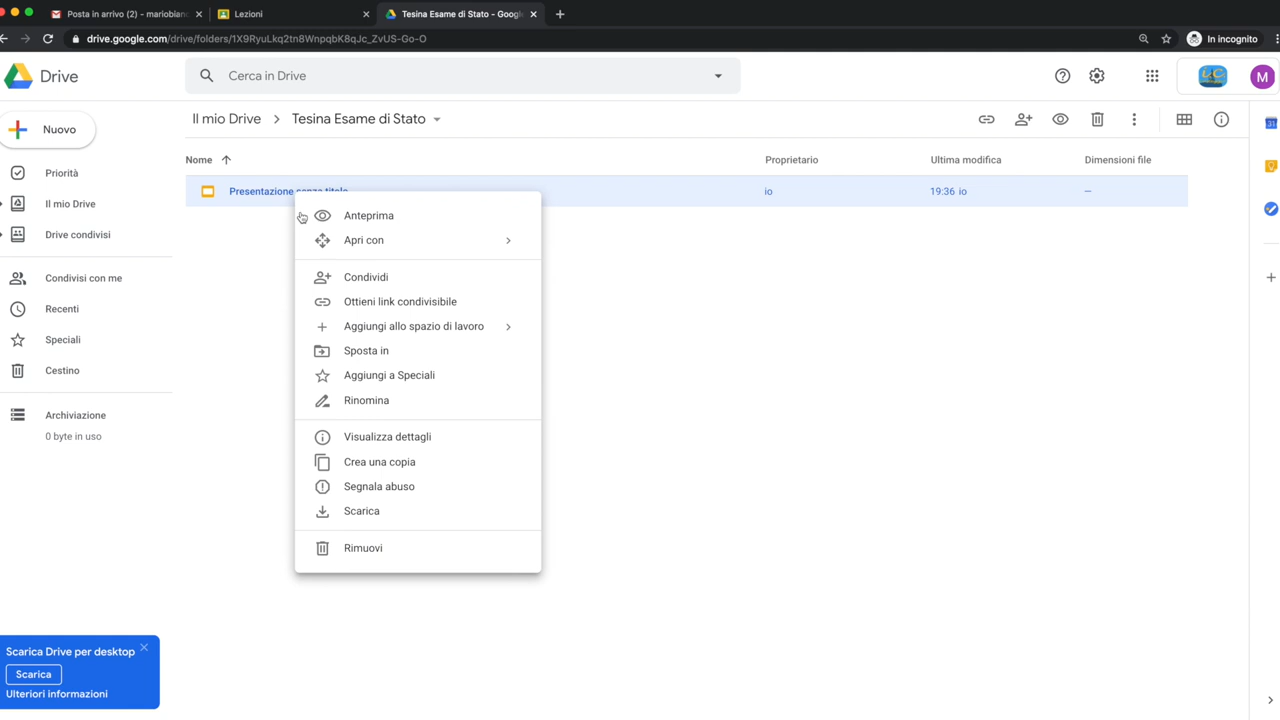 Posta in arrivo (2) - mariobian
Lezioni
Tesina Esame di Stato - Google
drive.google.com/drive/folders/1X9RyuLkq2tn8WnpqbK8qJc_ZvUS-Go-O
In incognito
Drive
Cerca in Drive
i.C
M
Nuovo
Il mio Drive
Tesina Esame di Stato
Nome
Proprietario
Ultima modifica
Dimensioni file
Presentazione senza titolo
io
19:36 io
—
Priorità
Il mio Drive
Drive condivisi
Condivisi con me
Recenti
Speciali
Cestino
Archiviazione
0 byte in uso
Anteprima
Apri con
Condividi
Ottieni link condivisibile
Aggiungi allo spazio di lavoro
Sposta in
Aggiungi a Speciali
Rinomina
Visualizza dettagli
Crea una copia
Segnala abuso
Scarica
Rimuovi
31
Scarica Drive per desktop
Scarica
Ulteriori informazioni